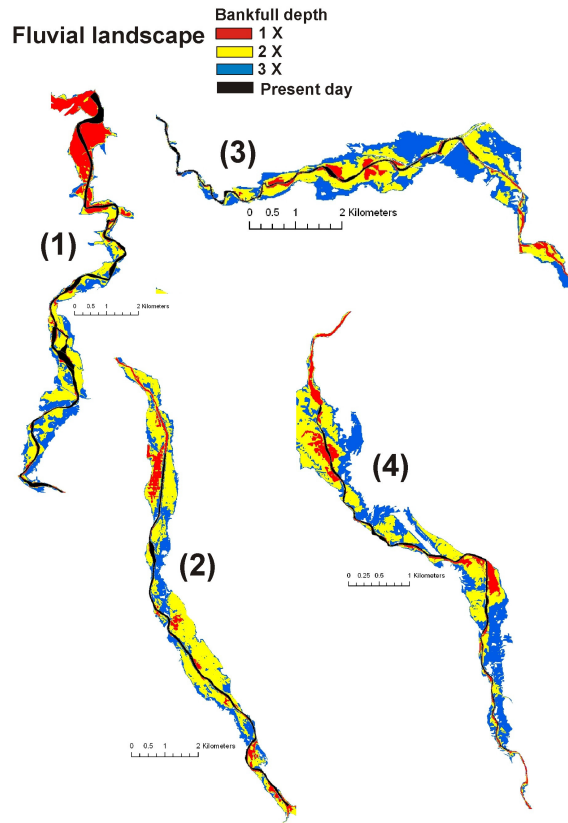 Bankfull depth
Fluvial landscape
1 X
2 X
3 X
Present day
(1)
(3)
0 0.5 1 2 Kilometers
0 0.5 1 2 Kilometers
(2)
0 0.5 1 2 Kilometers
(4)
0 0.25 0.5 1 Kilometers